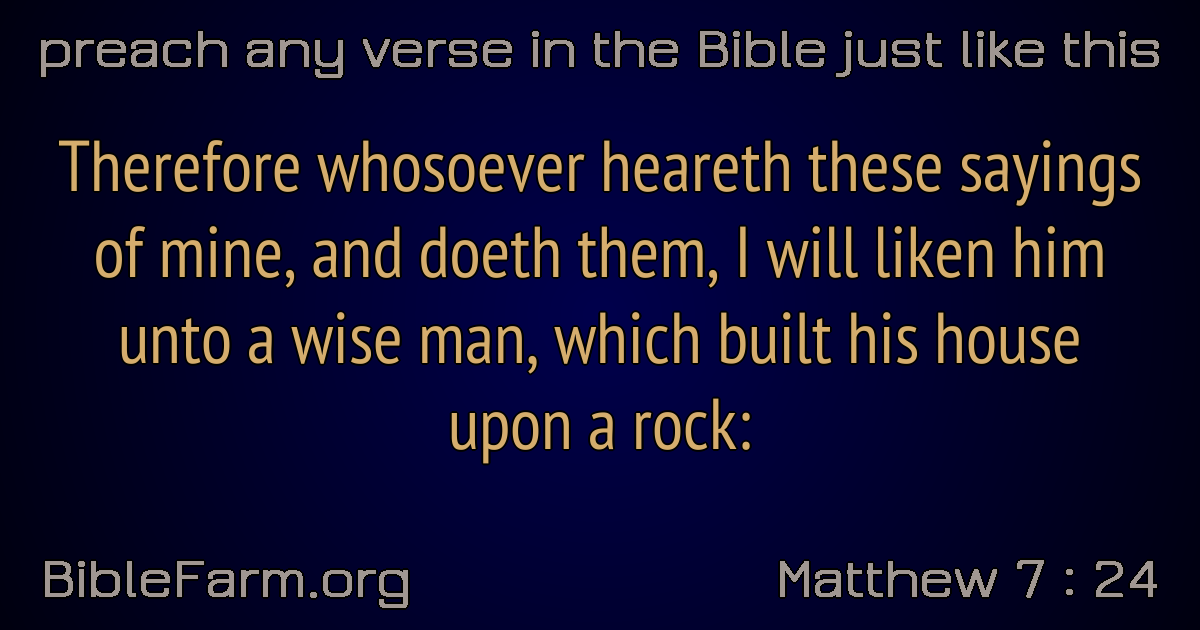 preach any verse in the Bible just like this
Therefore whosoever heareth these sayings
of mine, and doeth them, I will liken him
unto a wise man, which built his house
upon a rock:
BibleFarm.org
Matthew 7 : 24